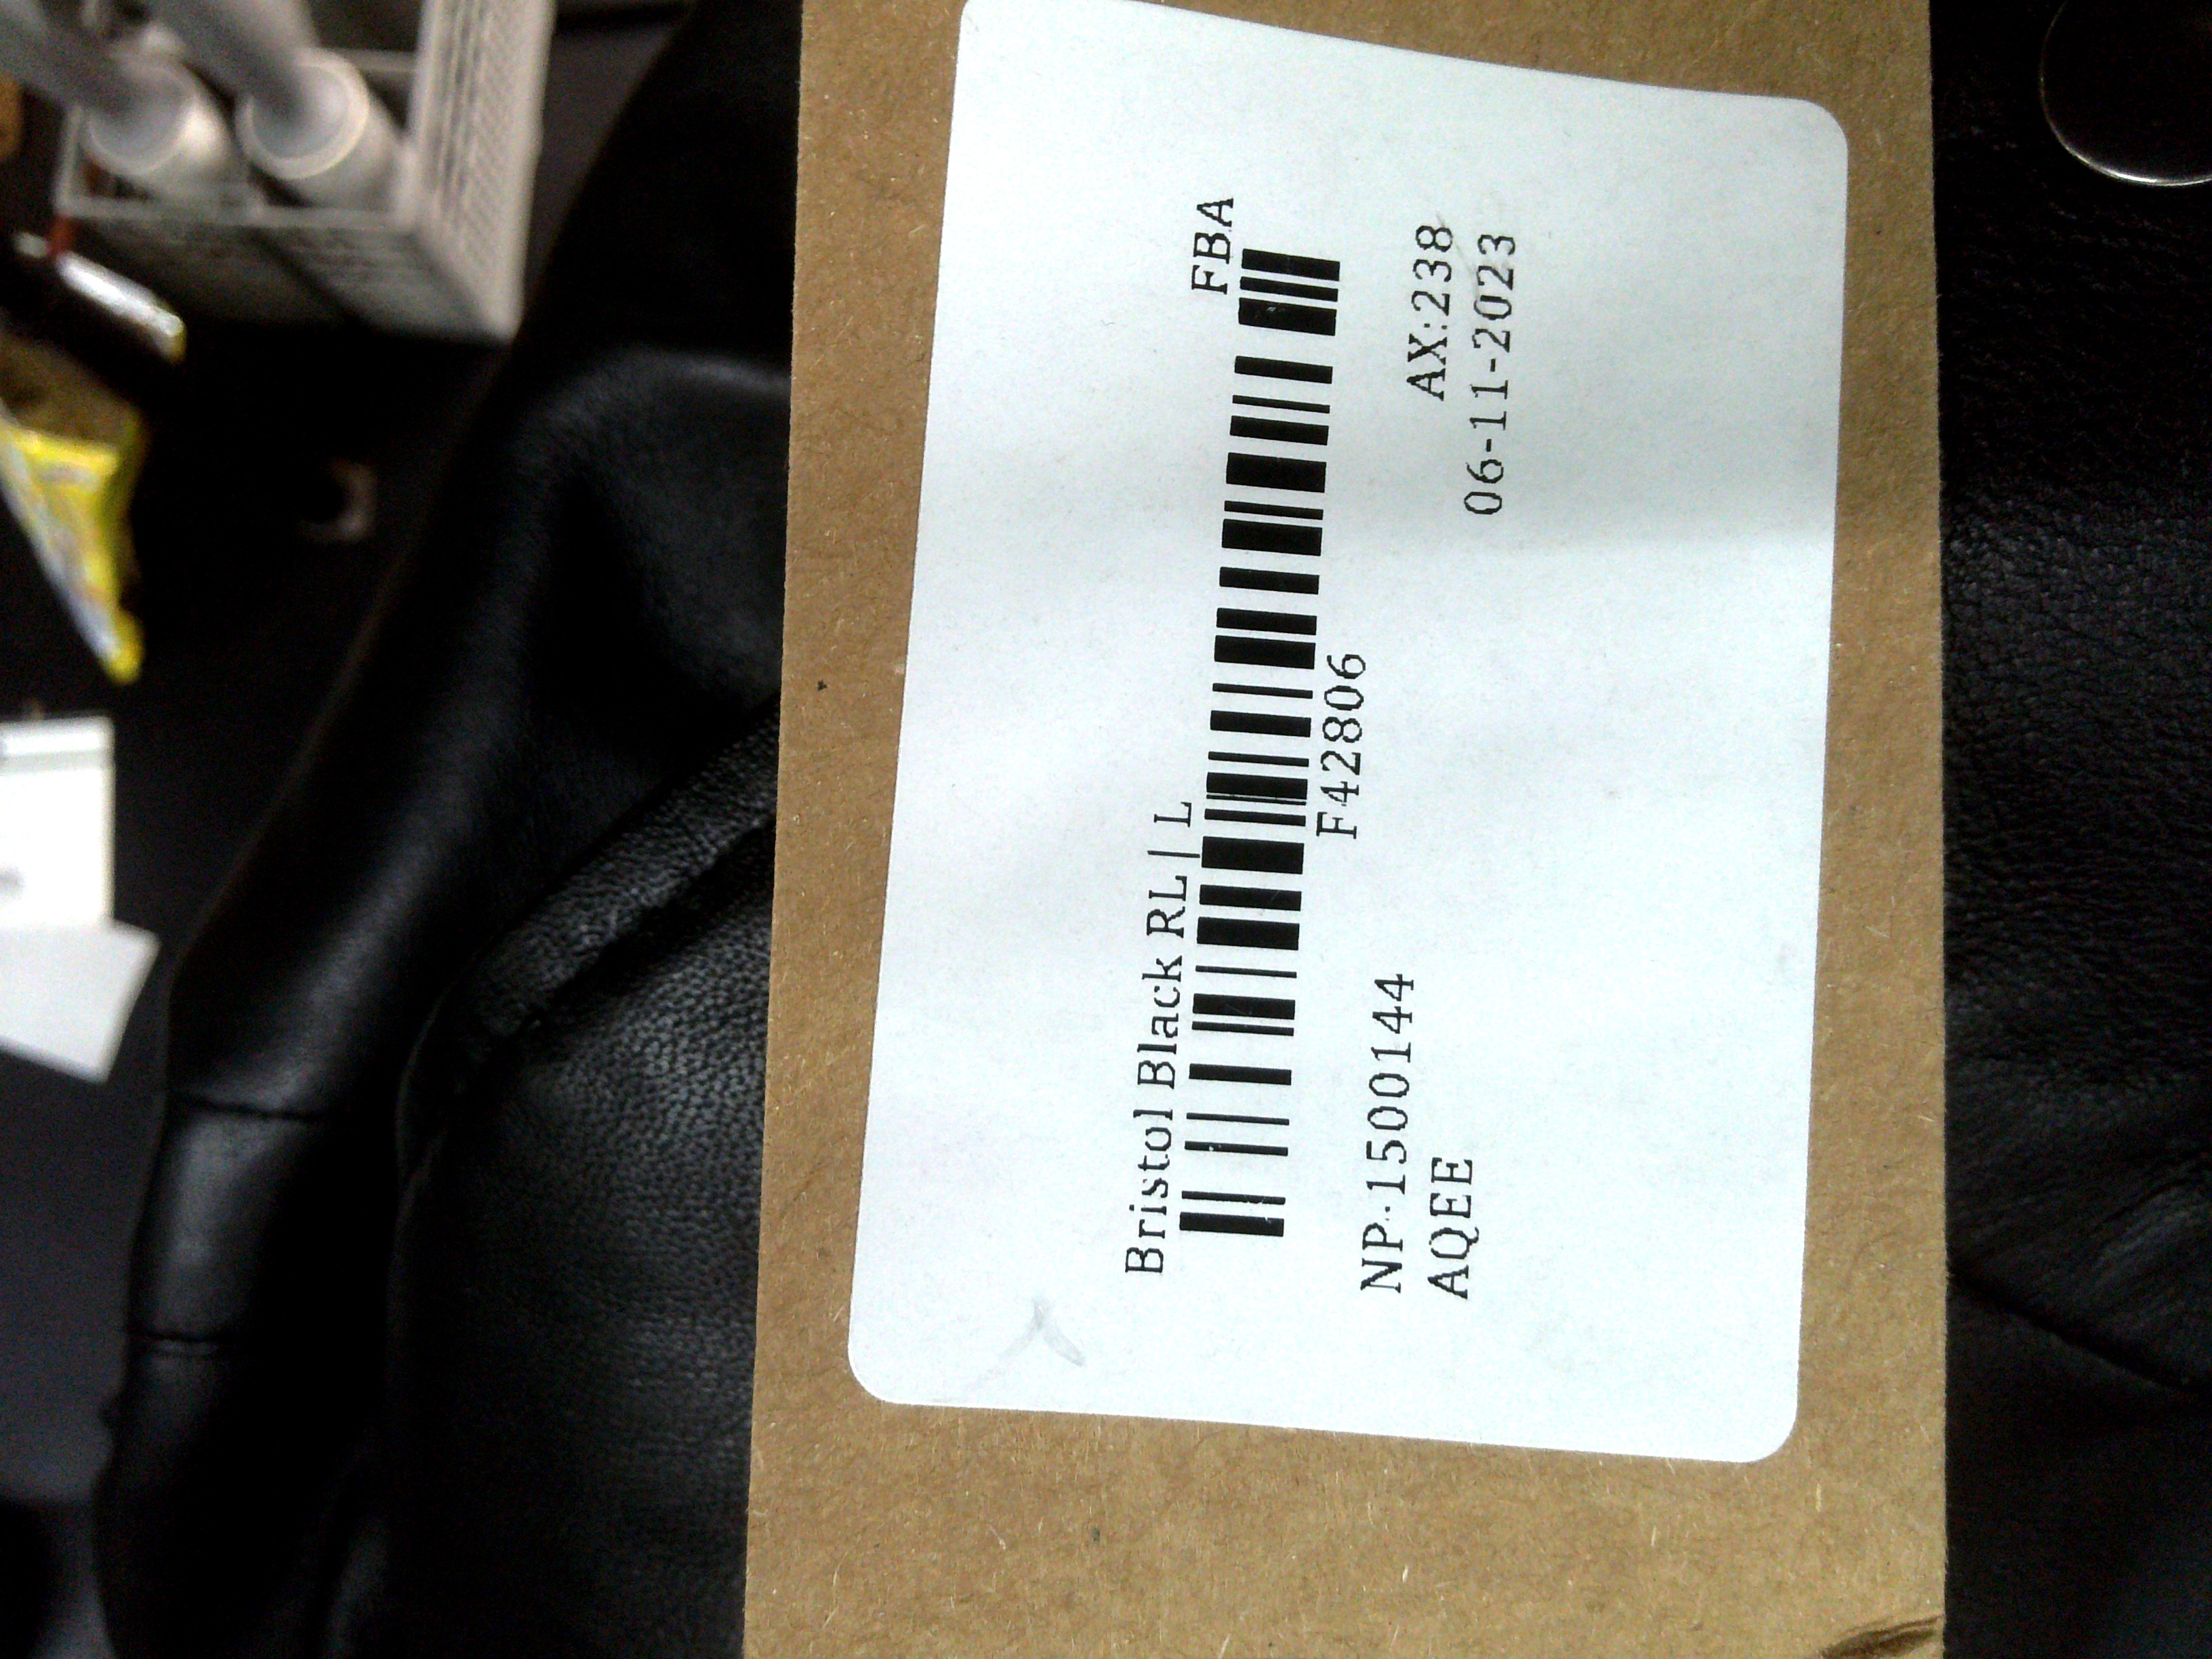 FBA
Bristol Black RL | L
F42806
NP-1500144
AX:238
AQEE
06-11-2023